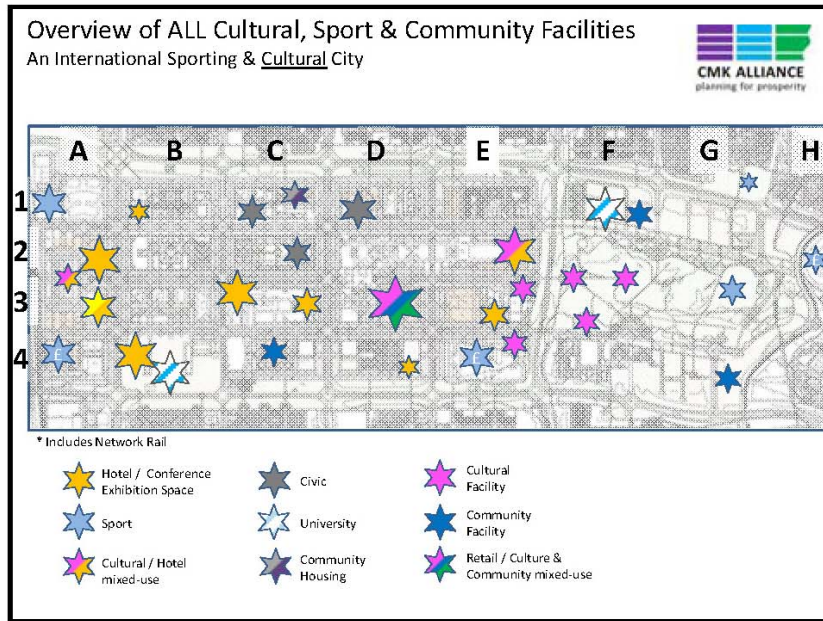 Overview of ALL Cultural, Sport & Community Facilities
An International Sporting & Cultural City
CMK ALLIANCE
planning for prosperity
A B C D E F G H
1
2
E
3
E
E
4
* Includes Network Rail
Hotel / Conference
Exhibition Space
Civic
Cultural
Facility
Sport
University
Community
Facility
Cultural / Hotel
mixed-use
Community
Housing
Retail / Culture &
Community mixed-use